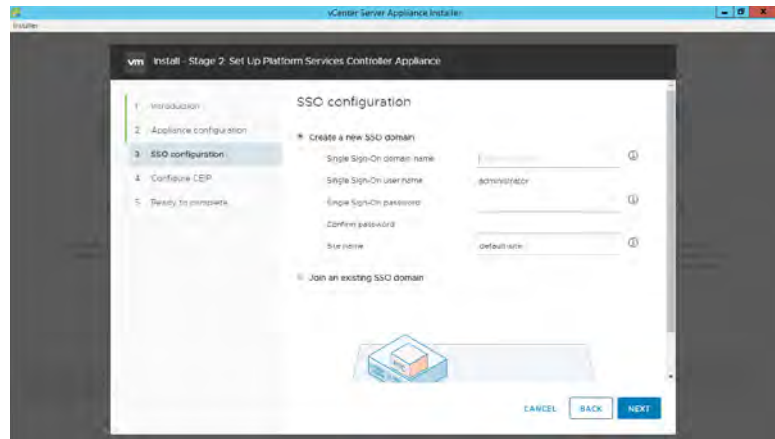 vCenter Server Appliance Installer
Installer
vm Install - Stage 2: Set Up Platform Services Controller Appliance
1 Introduction
2 Appliance configuration
3 SSO configuration
4 Configure CEIP
5 Ready to complete
SSO configuration
Create a new SSO domain
Single Sign-On domain name
Single Sign-On user name administrator
Single Sign-On password
Confirm password
Site name default-site
Join an existing SSO domain
CANCEL BACK NEXT